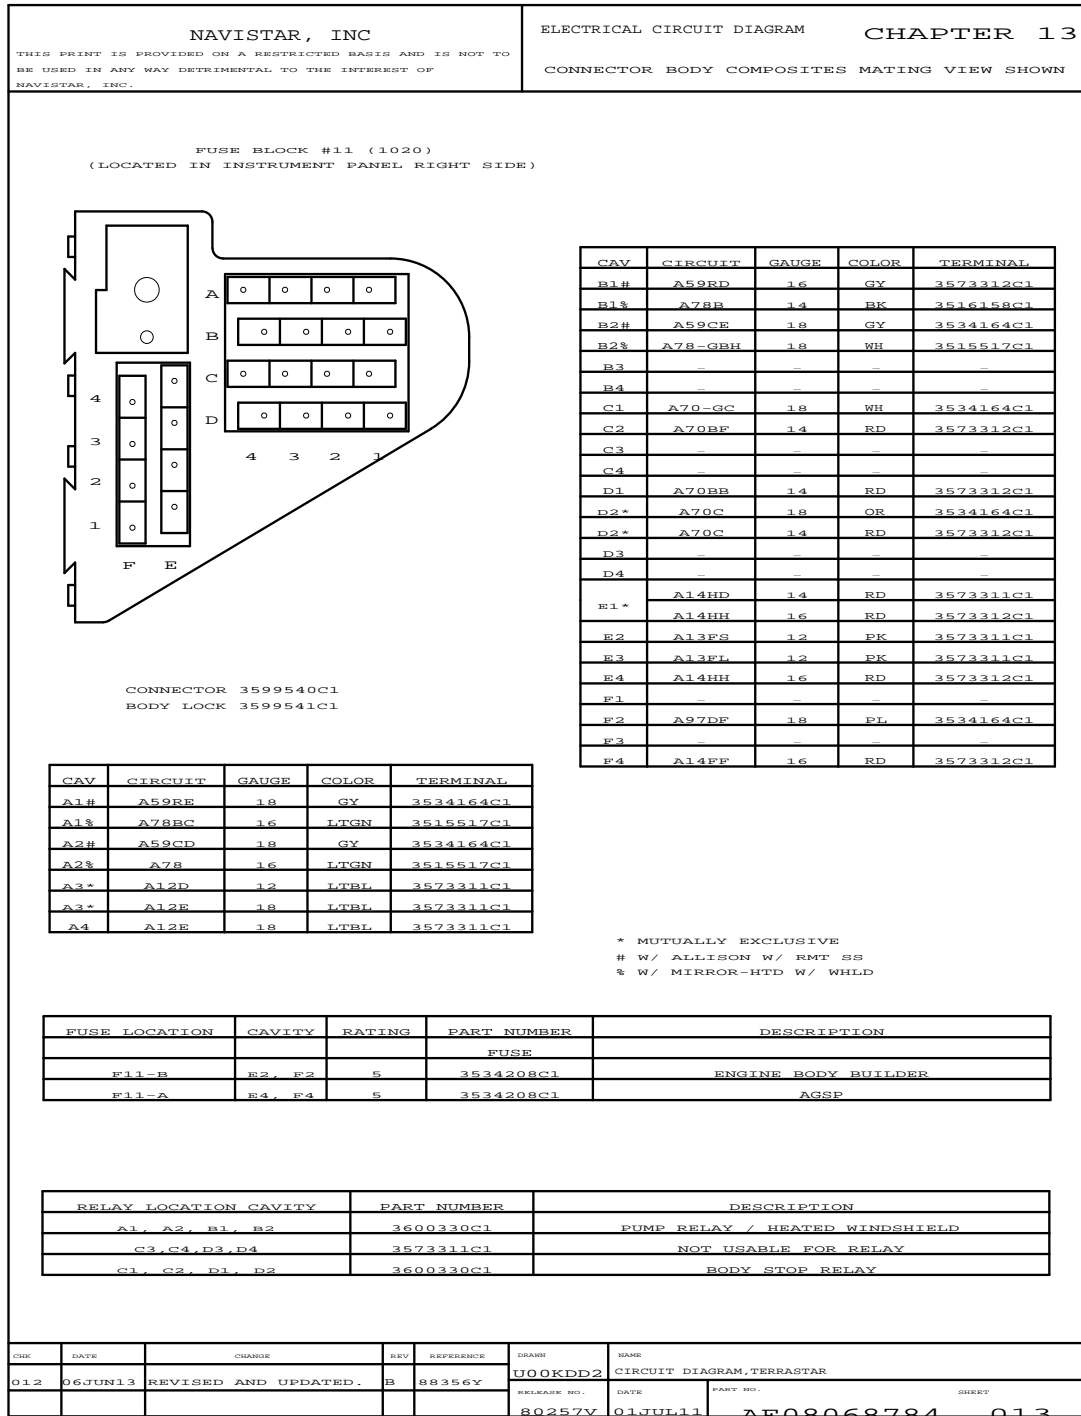 NAVISTAR, INC
THIS PRINT IS PROVIDED ON A RESTRICTED BASIS AND IS NOT TO
BE USED IN ANY WAY DETRIMENTAL TO THE INTEREST OF
NAVISTAR, INC.
ELECTRICAL CIRCUIT DIAGRAM CHAPTER 13
CONNECTOR BODY COMPOSITES MATING VIEW SHOWN
FUSE BLOCK #11 (1020)
(LOCATED IN INSTRUMENT PANEL RIGHT SIDE)
A
B
C
D
4 3 2 1
4
3
2
1
F E
CONNECTOR 3599540C1
BODY LOCK 3599541C1
CAV CIRCUIT GAUGE COLOR TERMINAL
B1# A59RD 16 GY 3573312C1
B1% A78B 14 BK 3516158C1
B2# A59CE 18 GY 3534164C1
B2% A78-GBH 18 WH 3515517C1
B3 – – – –
B4 – – – –
C1 A70-GC 18 WH 3534164C1
C2 A70BF 14 RD 3573312C1
C3 – – – –
C4 – – – –
D1 A70BB 14 RD 3573312C1
D2* A70C 18 OR 3534164C1
D2* A70C 14 RD 3573312C1
D3 – – – –
D4 – – – –
E1* A14HD 14 RD 3573311C1
A14HH 16 RD 3573312C1
E2 A13FS 12 PK 3573311C1
E3 A13FL 12 PK 3573311C1
E4 A14HH 16 RD 3573312C1
F1 – – – –
F2 A97DF 18 PL 3534164C1
F3 – – – –
F4 A14FF 16 RD 3573312C1
CAV CIRCUIT GAUGE COLOR TERMINAL
A1# A59RE 18 GY 3534164C1
A1% A78BC 16 LTGN 3515517C1
A2# A59CD 18 GY 3534164C1
A2% A78 16 LTGN 3515517C1
A3* A12D 12 LTBL 3573311C1
A3* A12E 18 LTBL 3573311C1
A4 A12E 18 LTBL 3573311C1
* MUTUALLY EXCLUSIVE
# W/ ALLISON W/ RMT SS
% W/ MIRROR-HTD W/ WHLD
FUSE LOCATION CAVITY RATING PART NUMBER DESCRIPTION
FUSE
F11-B E2, F2 5 3534208C1 ENGINE BODY BUILDER
F11-A E4, F4 5 3534208C1 AGSP
RELAY LOCATION CAVITY PART NUMBER DESCRIPTION
A1, A2, B1, B2 3600330C1 PUMP RELAY / HEATED WINDSHIELD
C3,C4,D3,D4 3573311C1 NOT USABLE FOR RELAY
C1, C2, D1, D2 3600330C1 BODY STOP RELAY
CHK DATE CHANGE REV REFERENCE DRAWN NAME
012 06JUN13 REVISED AND UPDATED. B 88356Y U00KDD2 CIRCUIT DIAGRAM,TERRASTAR
RELEASE NO. DATE PART NO. SHEET
80257V 01JUL11 AF08068784 013